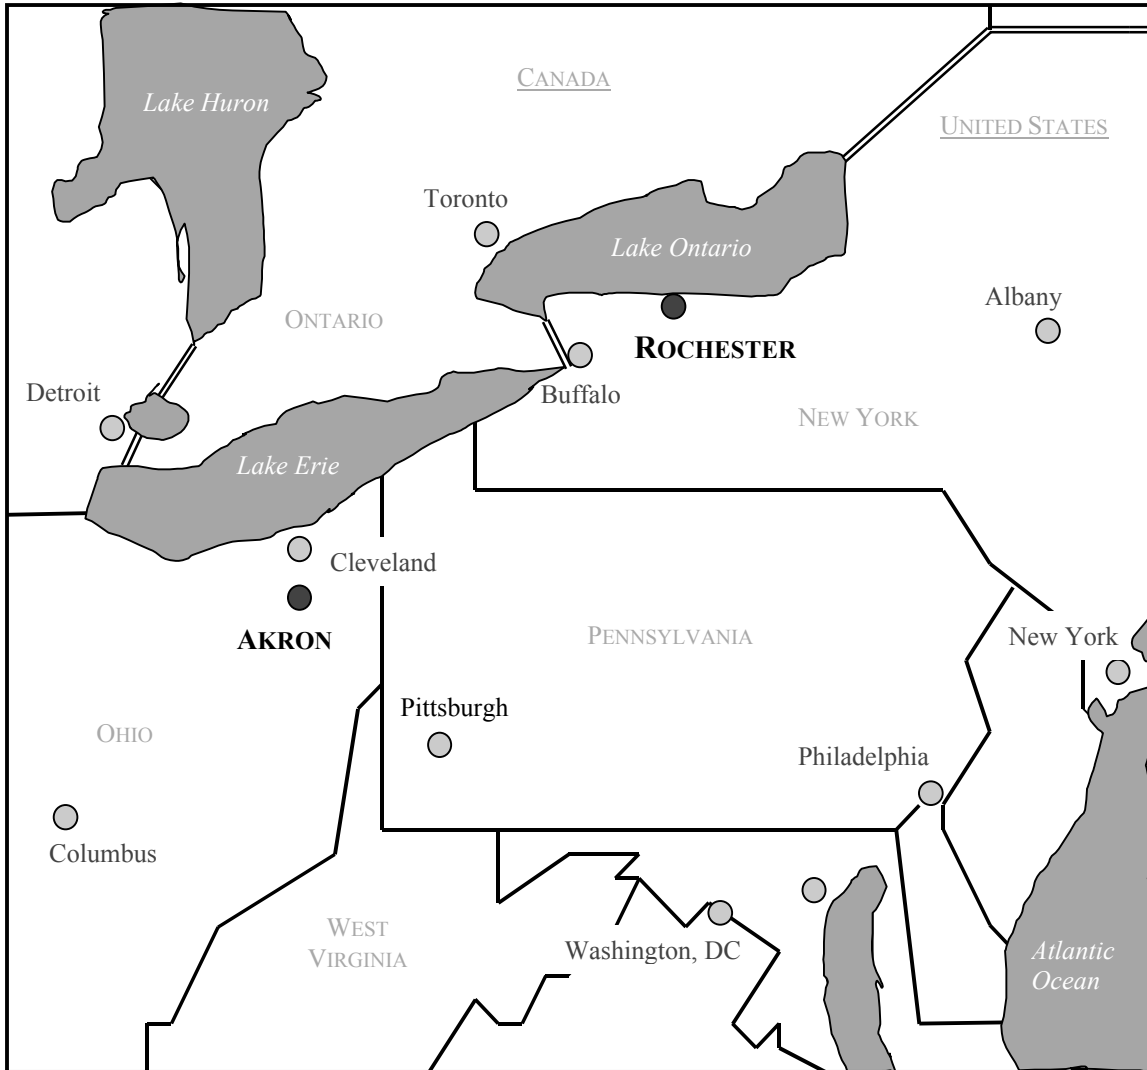 CANADA
Lake Huron
UNITED STATES
Toronto
Lake Ontario
Albany
ONTARIO
ROCHESTER
Detroit
Buffalo
NEW YORK
Lake Erie
Cleveland
AKRON
PENNSYLVANIA
New York
Pittsburgh
OHIO
Philadelphia
Columbus
WEST
VIRGINIA
Washington, DC
Atlantic
Ocean